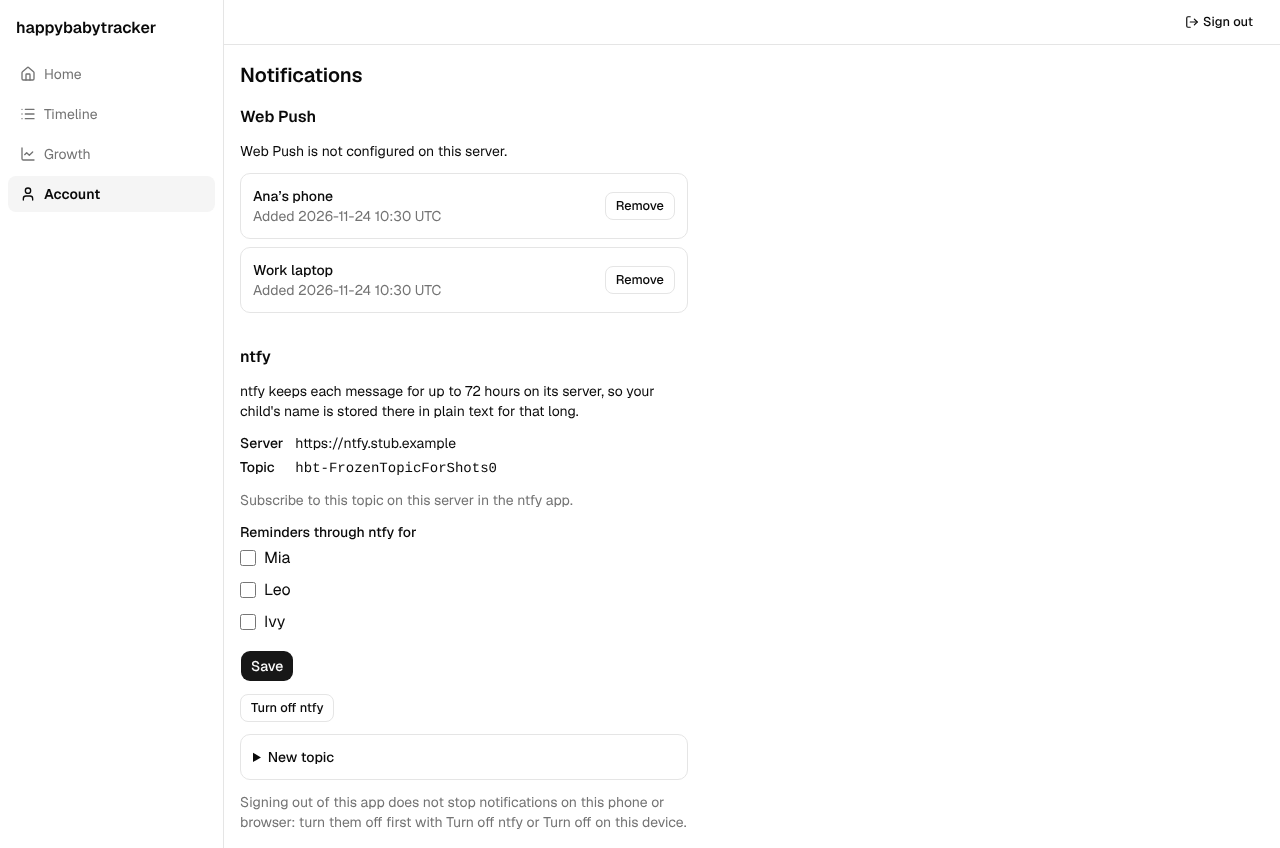 happybabytracker
Sign out
Home
Timeline
Growth
Account
Notifications
Web Push
Web Push is not configured on this server.
Ana's phone
Added 2026-11-24 10:30 UTC
Remove
Work laptop
Added 2026-11-24 10:30 UTC
Remove
ntfy
ntfy keeps each message for up to 72 hours on its server, so your
child's name is stored there in plain text for that long.
Server https://ntfy.stub.example
Topic hbt-FrozenTopicForShots0
Subscribe to this topic on this server in the ntfy app.
Reminders through ntfy for
Mia
Leo
Ivy
Save
Turn off ntfy
New topic
Signing out of this app does not stop notifications on this phone or
browser: turn them off first with Turn off ntfy or Turn off on this device.